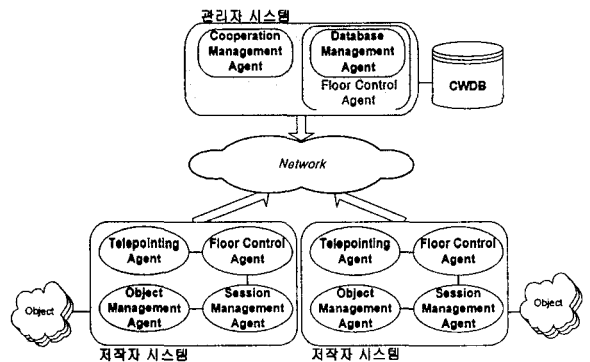 관리자 시스템
Cooperation
Management
Agent
Database
Management
Agent
Floor Control
Agent
CWDB
Network
Telepointing
Agent
Floor Control
Agent
Object
Management
Agent
Session
Management
Agent
Object
저작자 시스템
Telepointing
Agent
Floor Control
Agent
Object
Management
Agent
Session
Management
Agent
Object
저작자 시스템